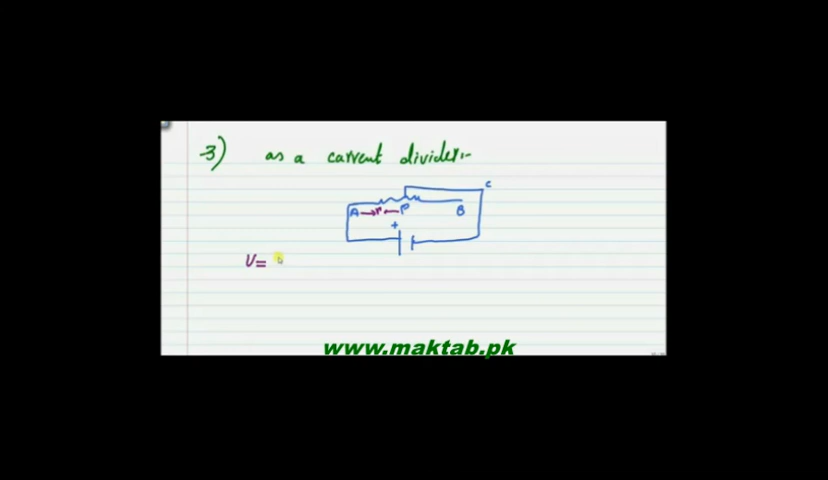 3) as a current divider:-
C
A r P B
+
V=
www.maktab.pk